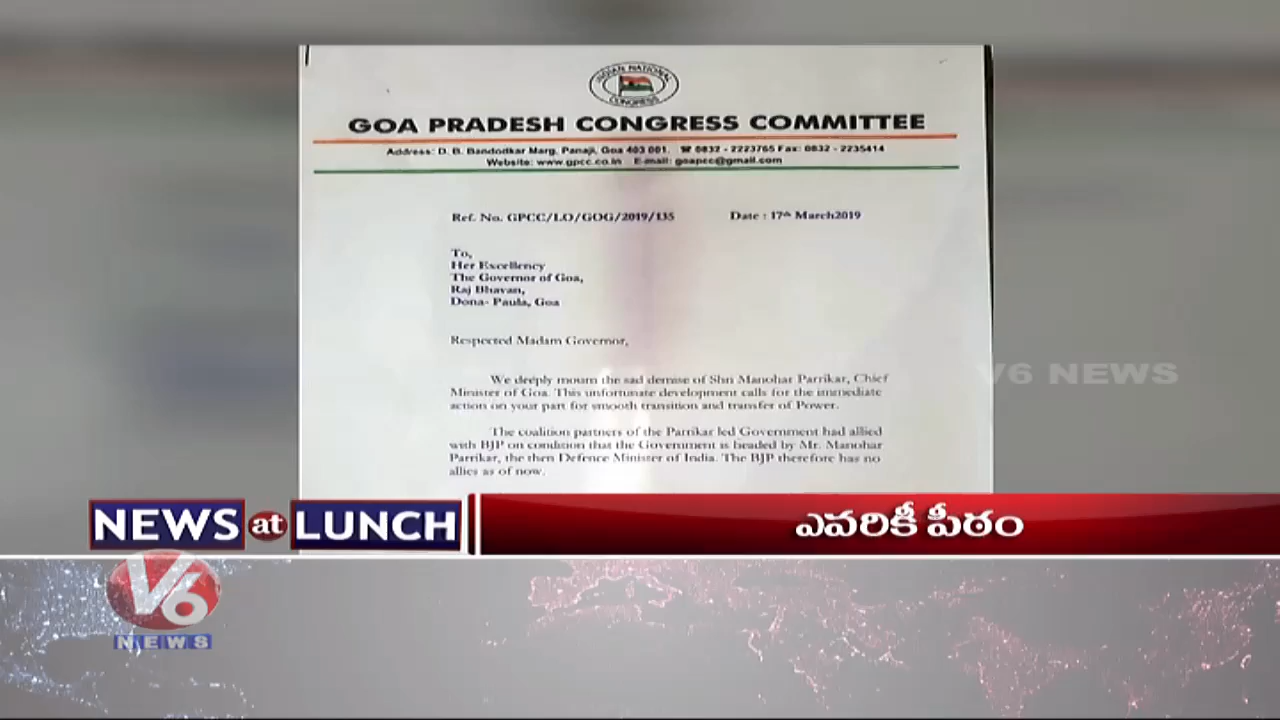 INDIAN NATIONAL
CONGRESS
GOA PRADESH CONGRESS COMMITTEE
Address: D. B. Bandodkar Marg, Panaji, Goa 403 001. ☎ 0832 - 2223765 Fax: 0832 - 2235414
Website: www.gpcc.co.in E-mail: goapcc@gmail.com
Ref. No. GPCC/LO/GOG/2019/135 Date : 17th March2019
To,
Her Excellency
The Governor of Goa,
Raj Bhavan,
Dona- Paula, Goa
Respected Madam Governor,
We deeply mourn the sad demise of Shri Manohar Parrikar, Chief
Minister of Goa. This unfortunate development calls for the immediate
action on your part for smooth transition and transfer of Power.
The coalition partners of the Parrikar led Government had allied
with BJP on condition that the Government is headed by Mr. Manohar
Parrikar, the then Defence Minister of India. The BJP therefore has no
allies as of now.
V6 NEWS
NEWS at LUNCH
ఎవరికీ పీఠం
V6
NEWS